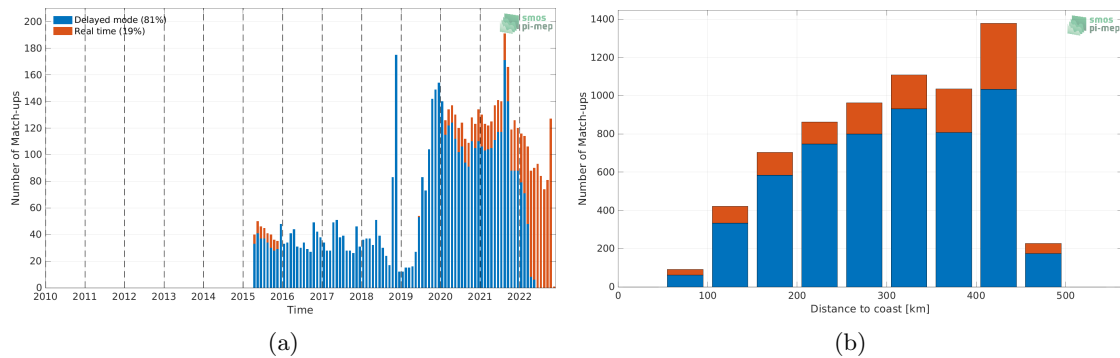 Delayed mode (81%)
Real time (19%)
smos
pi-mep
200
180
160
140
120
100
80
60
40
20
0
Number of Match-ups
2010 2011 2012 2013 2014 2015 2016 2017 2018 2019 2020 2021 2022
Time
(a)
smos
pi-mep
1400
1200
1000
800
600
400
200
0
Number of Match-ups
0 100 200 300 400 500
Distance to coast [km]
(b)